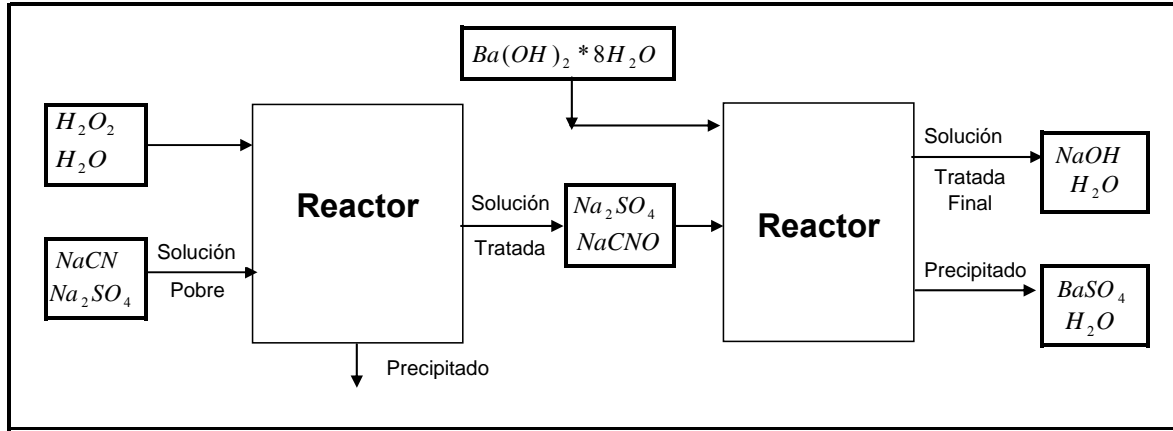 Ba(OH)₂ *8H₂O
H₂O₂
H₂O
Reactor
NaCN
Na₂SO₄
Solución
Pobre
Precipitado
Solución
Tratada
Na₂SO₄
NaCNO
Reactor
Solución
Tratada
Final
NaOH
H₂O
Precipitado
BaSO₄
H₂O